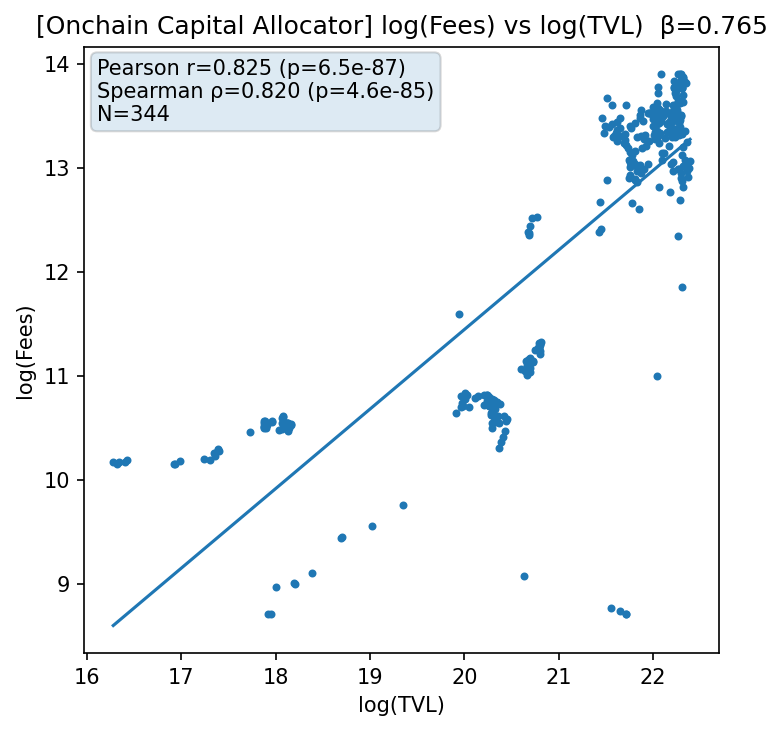 [Onchain Capital Allocator] log(Fees) vs log(TVL)  β=0.765
Pearson r=0.825 (p=6.5e-87)
Spearman ρ=0.820 (p=4.6e-85)
N=344
log(Fees)
14
13
12
11
10
9
16 17 18 19 20 21 22
log(TVL)